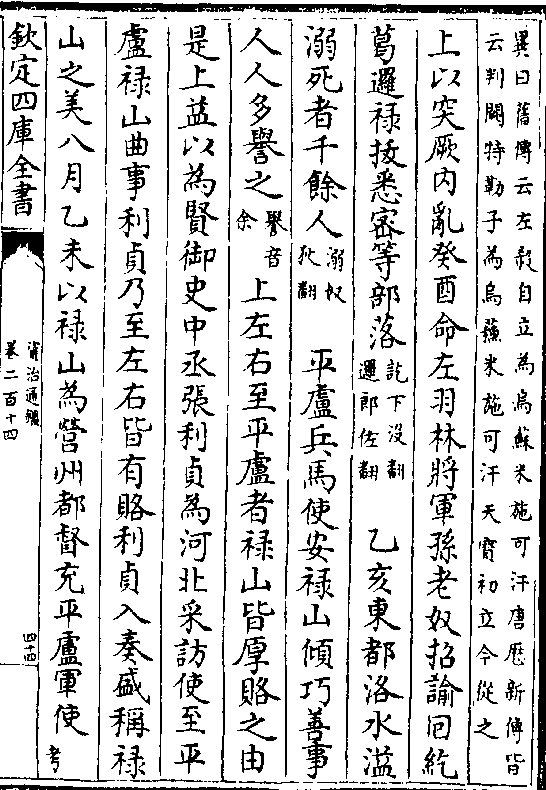 異曰舊傳云左殺自立為烏蘇米施可汗唐厯新傳皆
云判闕特勒子為烏蘇米施可汗天寳初立今從之
上以突厥内亂癸酉命左羽林將軍孫老奴招諭回紇
葛邏禄拔悉密等部落紇下没翻邏郎佐翻 乙亥東都洛水溢
溺死者千餘人溺奴狄翻 平盧兵馬使安禄山傾巧善事
人人多譽之譽音余 上左右至平盧者禄山皆厚賂之由
是上益以為賢御史中丞張利貞為河北采訪使至平
盧禄山曲事利貞乃至左右皆有賂利貞入奏盛稱禄
山之美八月乙未以禄山為營州都督充平盧軍使考
欽定四庫全書
資治通鑑
卷二百十四
四十四